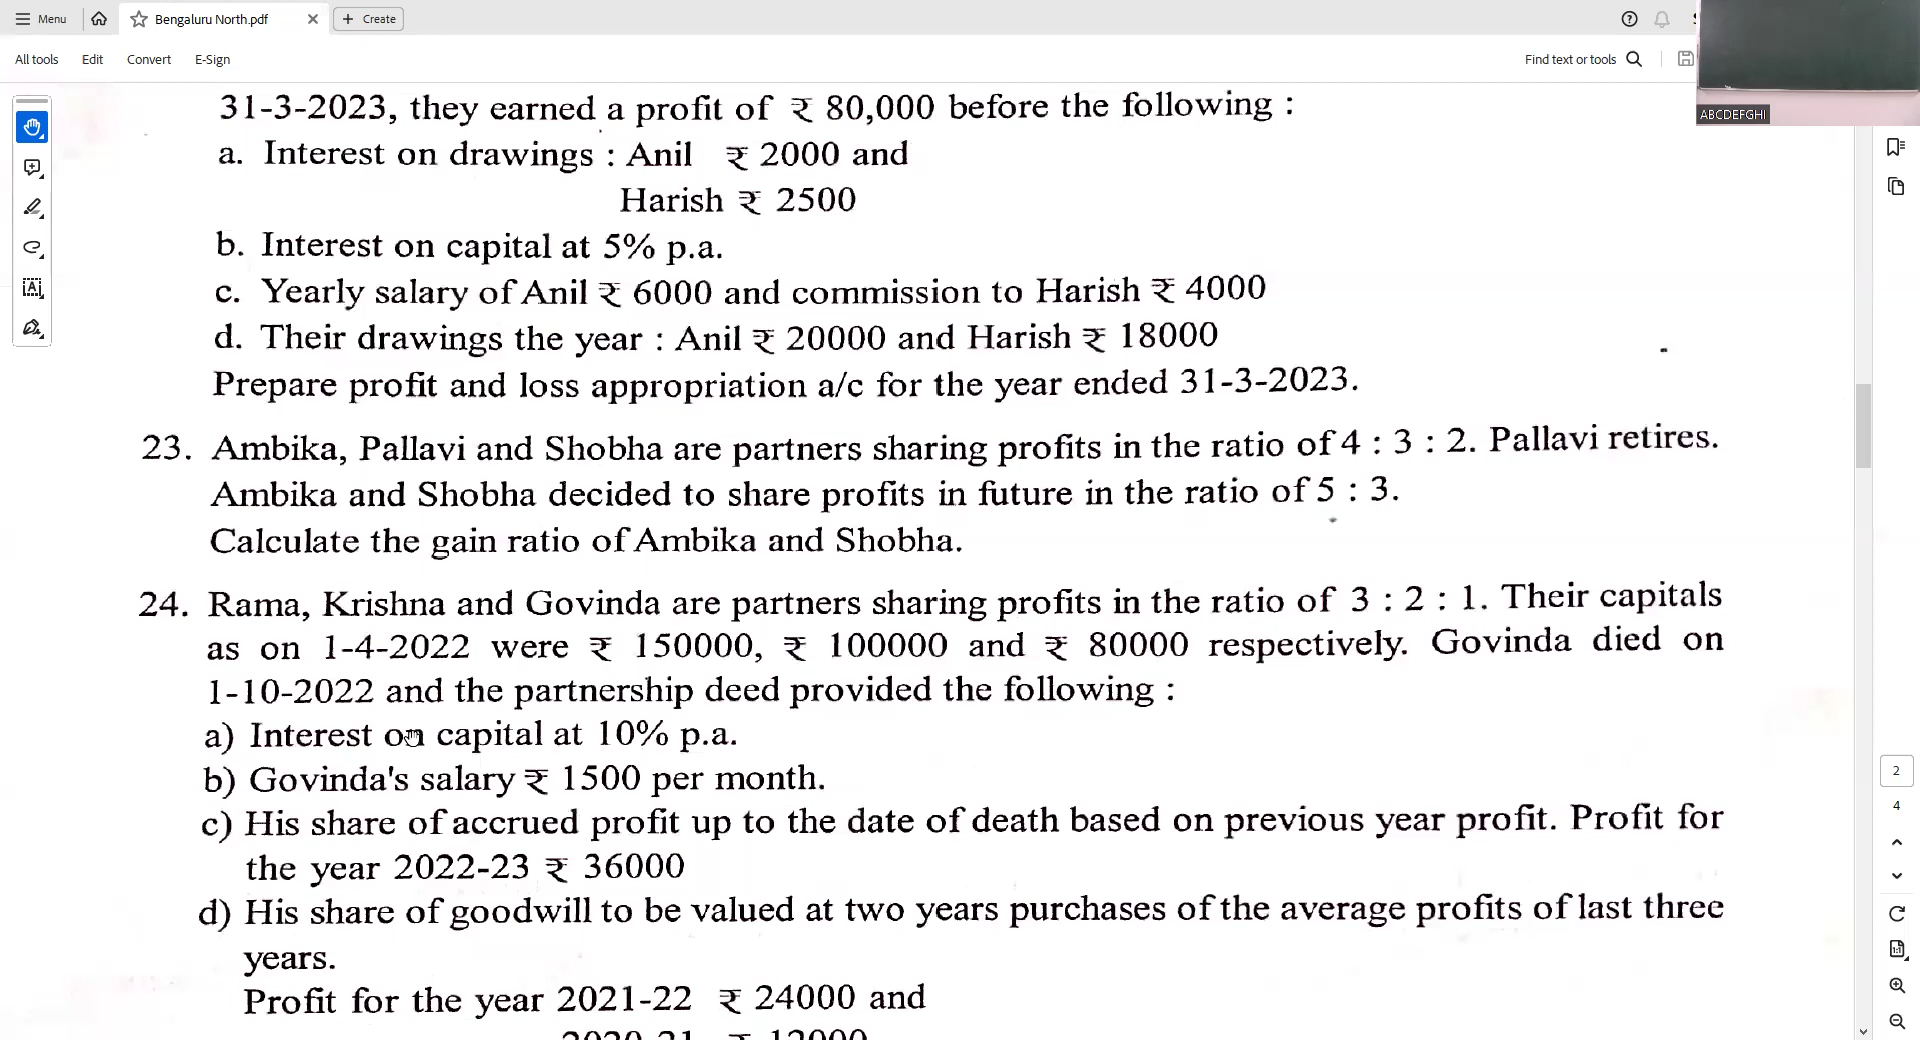 Menu
Bengaluru North.pdf
Create
All tools
Edit
Convert
E-Sign
Find text or tools
ABCDEFGHI
31-3-2023, they earned a profit of ₹ 80,000 before the following :
a. Interest on drawings : Anil ₹ 2000 and
Harish ₹ 2500
b. Interest on capital at 5% p.a.
c. Yearly salary of Anil ₹ 6000 and commission to Harish ₹ 4000
d. Their drawings the year : Anil ₹ 20000 and Harish ₹ 18000
Prepare profit and loss appropriation a/c for the year ended 31-3-2023.
23. Ambika, Pallavi and Shobha are partners sharing profits in the ratio of 4 : 3 : 2. Pallavi retires.
Ambika and Shobha decided to share profits in future in the ratio of 5 : 3.
Calculate the gain ratio of Ambika and Shobha.
24. Rama, Krishna and Govinda are partners sharing profits in the ratio of 3 : 2 : 1. Their capitals
as on 1-4-2022 were ₹ 150000, ₹ 100000 and ₹ 80000 respectively. Govinda died on
1-10-2022 and the partnership deed provided the following :
a) Interest on capital at 10% p.a.
b) Govinda's salary ₹ 1500 per month.
c) His share of accrued profit up to the date of death based on previous year profit. Profit for
the year 2022-23 ₹ 36000
d) His share of goodwill to be valued at two years purchases of the average profits of last three
years.
Profit for the year 2021-22 ₹ 24000 and
2020-21 ₹ 12000
2
4